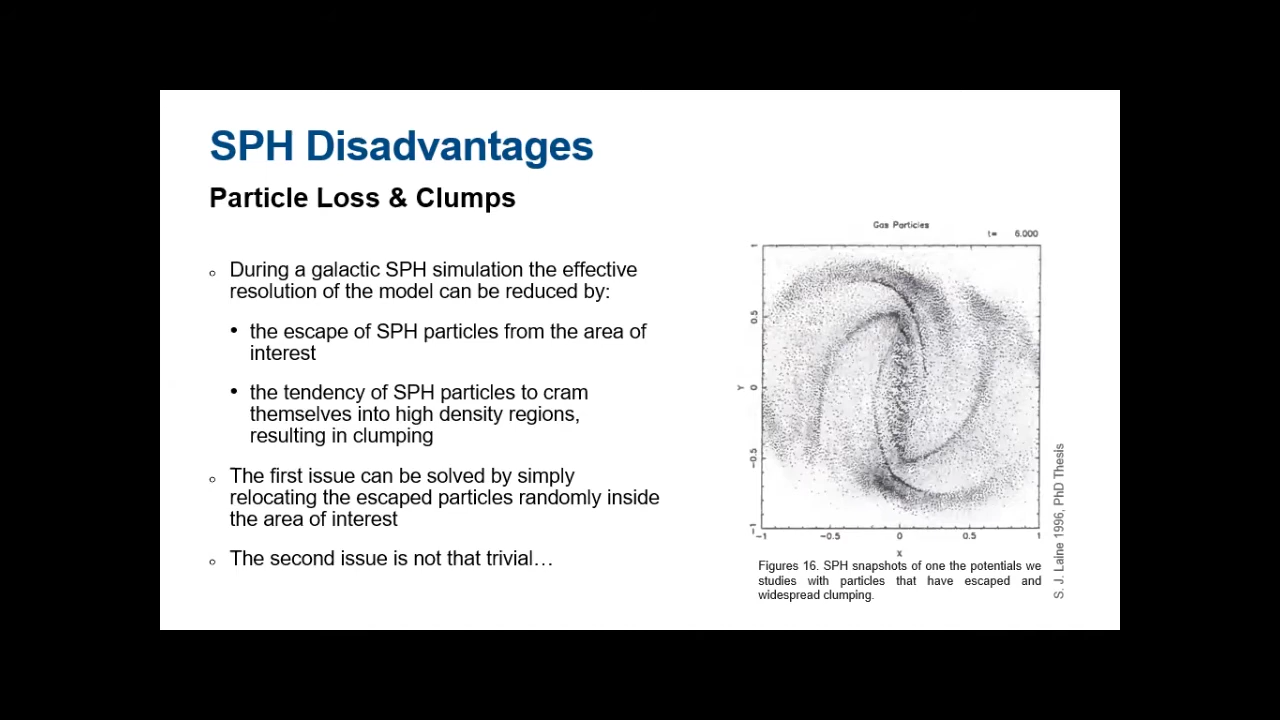 SPH Disadvantages
Particle Loss & Clumps
During a galactic SPH simulation the effective
resolution of the model can be reduced by:
• the escape of SPH particles from the area of
interest
• the tendency of SPH particles to cram
themselves into high density regions,
resulting in clumping
The first issue can be solved by simply
relocating the escaped particles randomly inside
the area of interest
The second issue is not that trivial…
Gas Particles
t= 6.000
1
0.5
Y
0
-0.5
-1
-1 -0.5 0 0.5 1
x
Figures 16. SPH snapshots of one the potentials we
studies with particles that have escaped and
widespread clumping.
S. J. Laine 1996, PhD Thesis